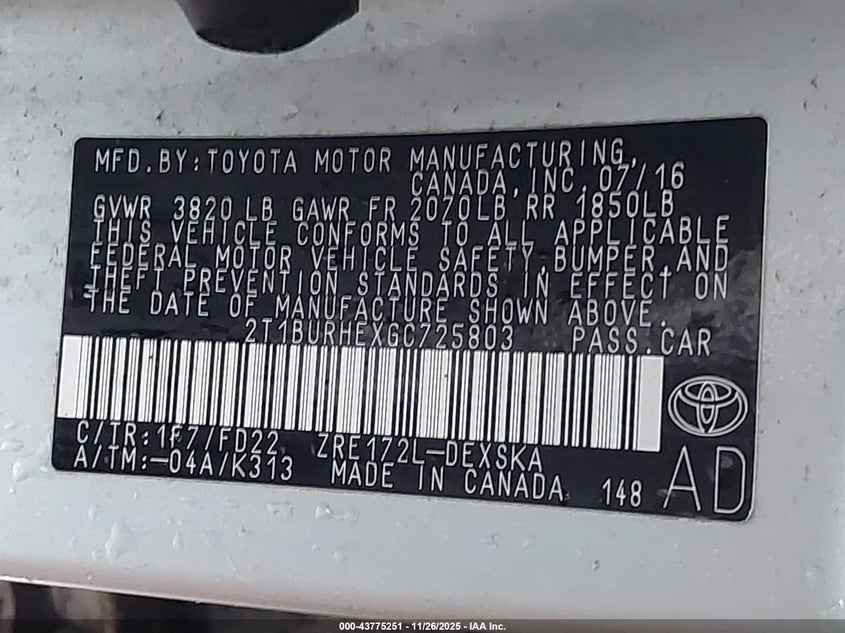 MFD.BY:TOYOTA MOTOR MANUFACTURING,
CANADA,INC. 07/16
GVWR 3820 LB GAWR FR 2070LB RR 1850LB
THIS VEHICLE CONFORMS TO ALL APPLICABLE
FEDERAL MOTOR VEHICLE SAFETY,BUMPER,AND
THEFT PREVENTION STANDARDS IN EFFECT ON
THE DATE OF MANUFACTURE SHOWN ABOVE.
2T1BURHEXGC725803 PASS.CAR
C/TR:1F7/FD22 ZRE172L-DEXSKA
A/TM:-04A/K313 MADE IN CANADA 148 AD
000-43775251 - 11/26/2025 - IAA Inc.